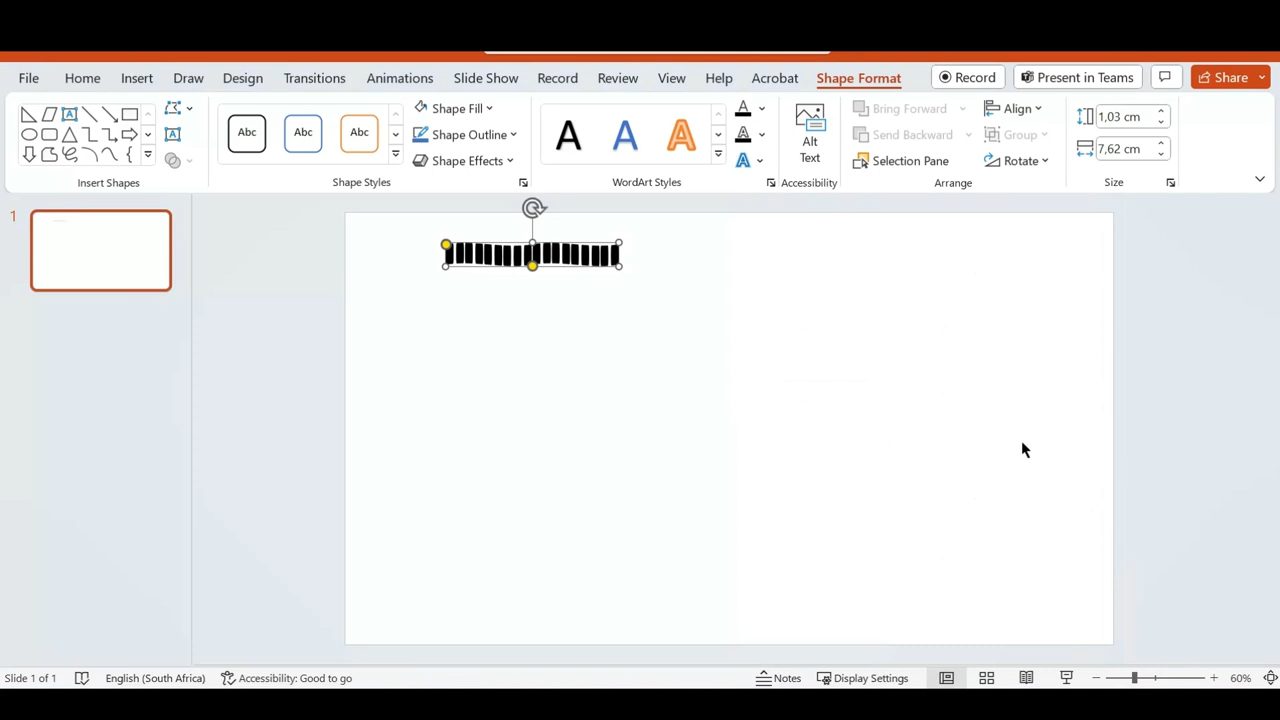 File Home Insert Draw Design Transitions Animations Slide Show Record Review View Help Acrobat Shape Format Record Present in Teams Share
Shape Fill Bring Forward Align 1,03 cm
Abc Abc Abc Shape Outline A A A Alt Text Send Backward Group 7,62 cm
Shape Effects Selection Pane Rotate
Insert Shapes Shape Styles WordArt Styles Accessibility Arrange Size
1
Slide 1 of 1 English (South Africa) Accessibility: Good to go Notes Display Settings 60%